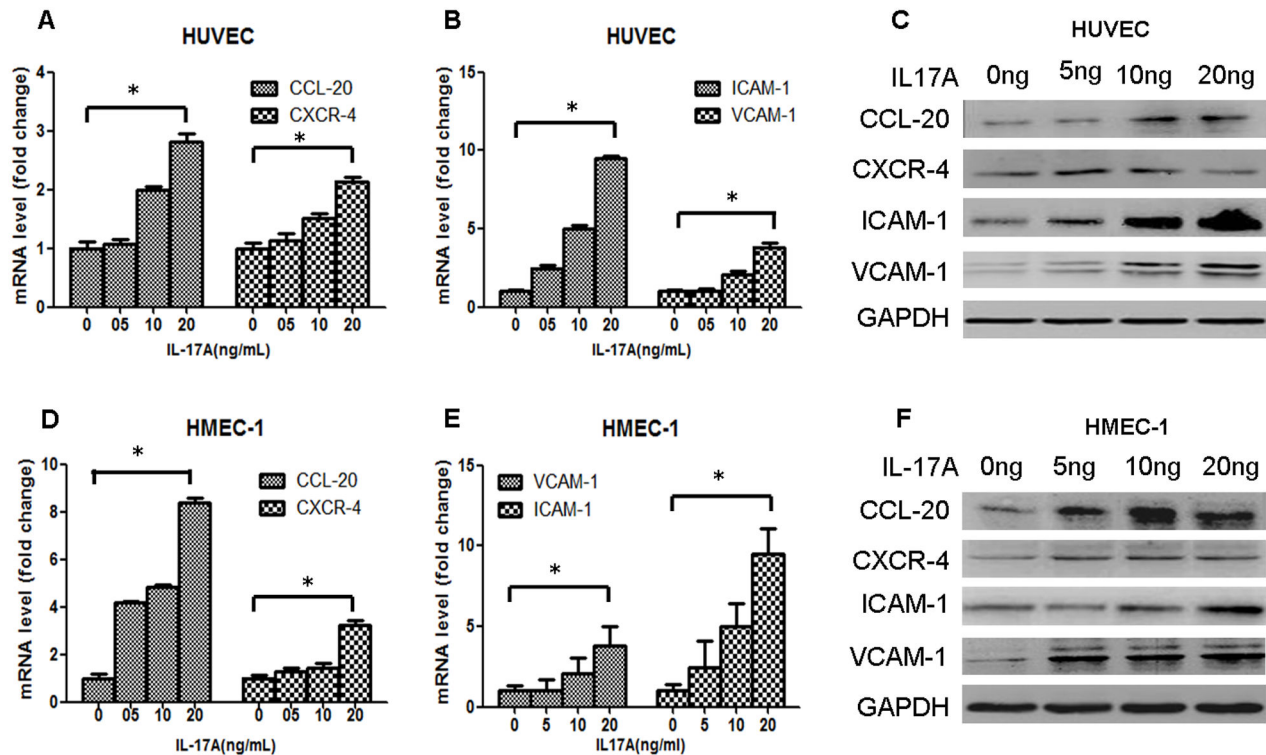 A
HUVEC
mRNA level (fold change)
4
3
2
1
0
CCL-20
CXCR-4
*
*
0 05 10 20 0 05 10 20
IL-17A(ng/mL)
B
HUVEC
mRNA level (fold change)
15
10
5
0
ICAM-1
VCAM-1
*
*
0 05 10 20 0 05 10 20
IL-17A(ng/mL)
C
HUVEC
IL17A 0ng 5ng 10ng 20ng
CCL-20
CXCR-4
ICAM-1
VCAM-1
GAPDH
D
HMEC-1
mRNA level (fold change)
10
8
6
4
2
0
CCL-20
CXCR-4
*
*
0 05 10 20 0 05 10 20
IL-17A(ng/mL)
E
HMEC-1
mRNA level (fold change)
15
10
5
0
VCAM-1
ICAM-1
*
*
0 5 10 20 0 5 10 20
IL17A(ng/ml)
F
HMEC-1
IL-17A 0ng 5ng 10ng 20ng
CCL-20
CXCR-4
ICAM-1
VCAM-1
GAPDH